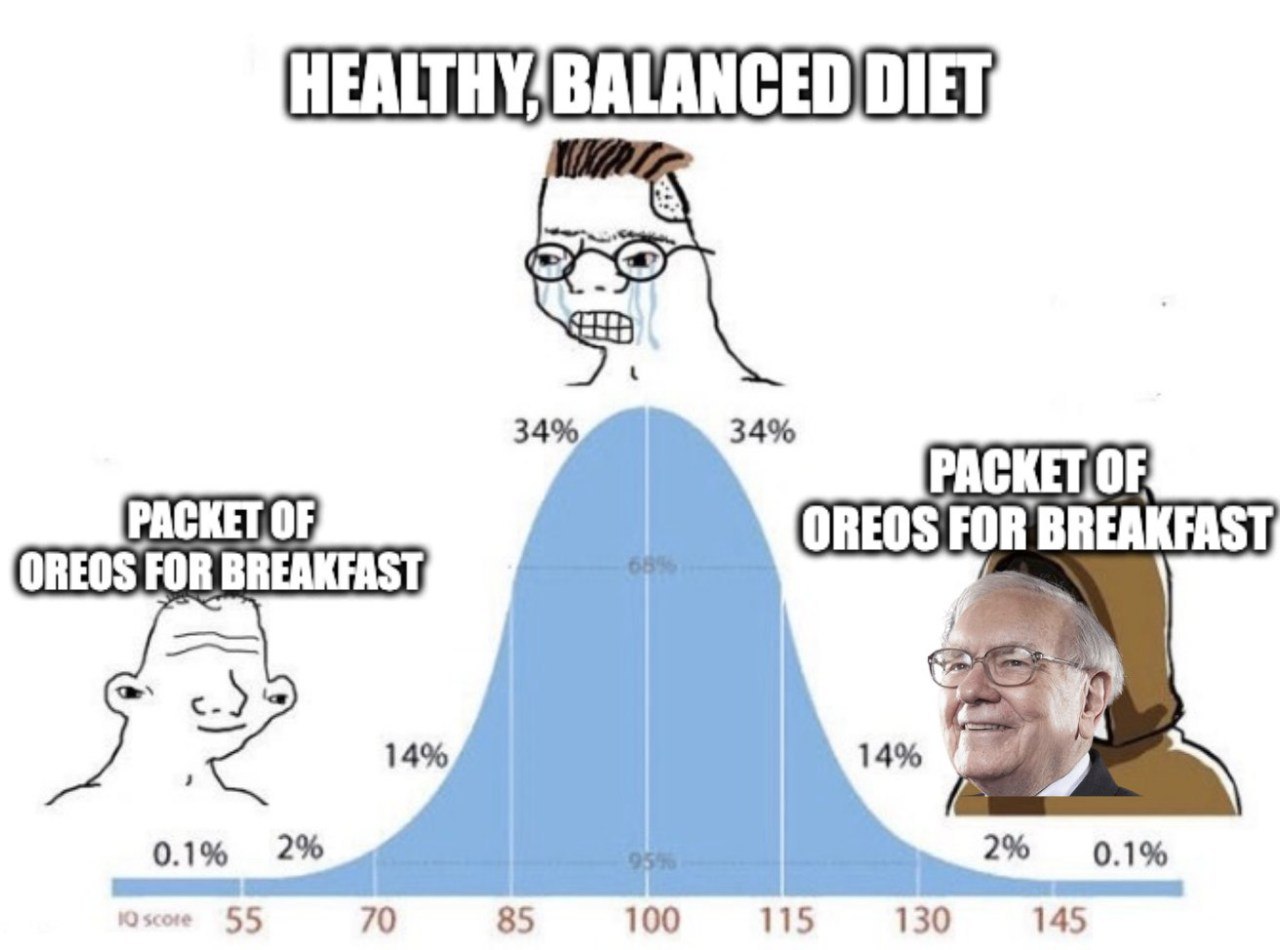 HEALTHY, BALANCED DIET
34% 34%
PACKET OF
OREOS FOR BREAKFAST
PACKET OF
OREOS FOR BREAKFAST
68%
14% 14%
0.1% 2% 95% 2% 0.1%
IQ score 55 70 85 100 115 130 145